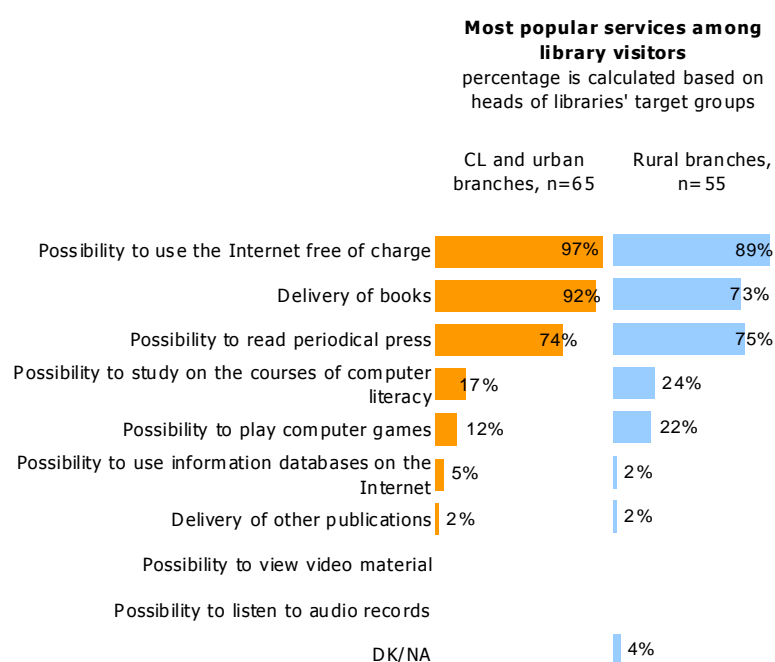 Most popular services among
library visitors
percentage is calculated based on
heads of libraries' target groups
CL and urban
branches, n=65
Rural branches,
n=55
Possibility to use the Internet free of charge
97%
89%
Delivery of books
92%
73%
Possibility to read periodical press
74%
75%
Possibility to study on the courses of computer
literacy
17%
24%
Possibility to play computer games
12%
22%
Possibility to use information databases on the
Internet
5%
2%
Delivery of other publications
2%
2%
Possibility to view video material
Possibility to listen to audio records
DK/NA
4%